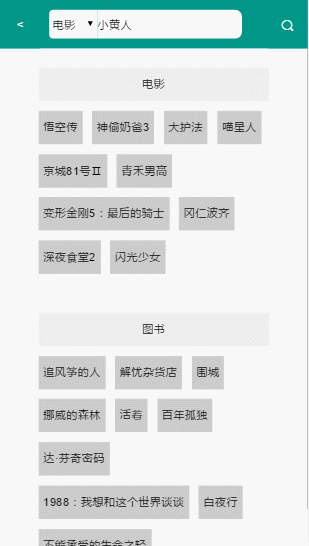 < 电影 ▼ 小黄人
电影
悟空传 神偷奶爸3 大护法 喵星人
京城81号Ⅱ 青禾男高
变形金刚5：最后的骑士 冈仁波齐
深夜食堂2 闪光少女
图书
追风筝的人 解忧杂货店 围城
挪威的森林 活着 百年孤独
达·芬奇密码
1988：我想和这个世界谈谈 白夜行
不能承受的生命之轻